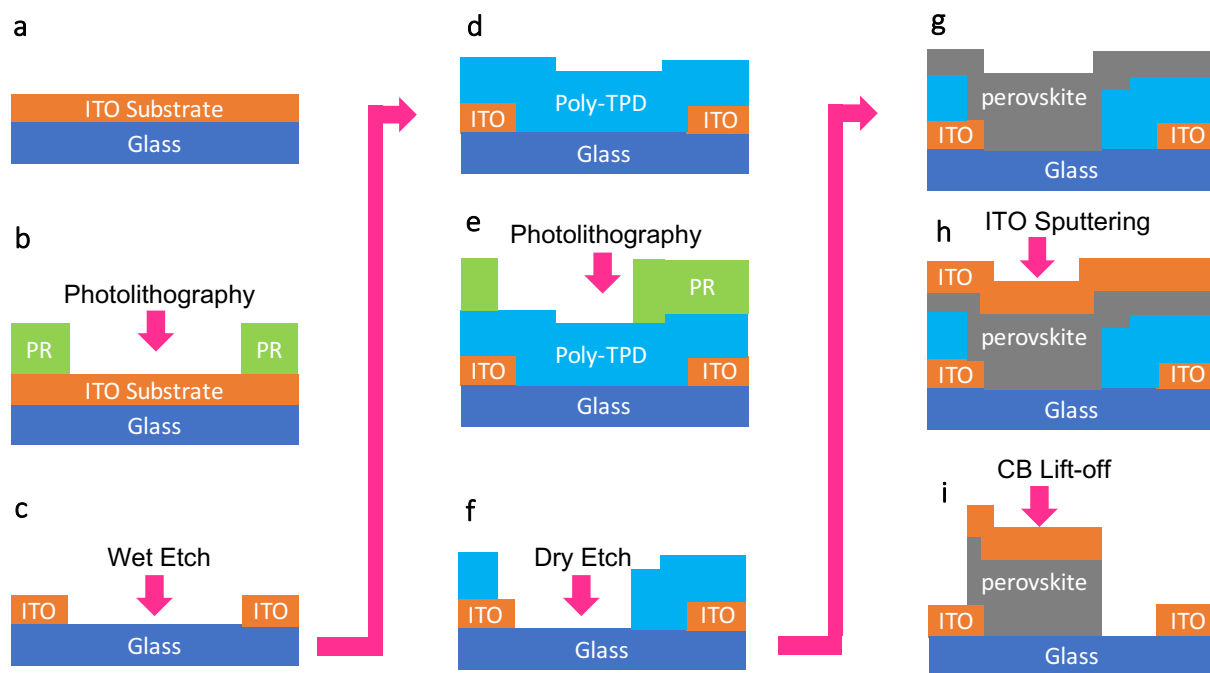 a
ITO Substrate
Glass
b
Photolithography
PR
PR
ITO Substrate
Glass
c
Wet Etch
ITO
ITO
Glass
d
Poly-TPD
ITO
ITO
Glass
e
Photolithography
PR
Poly-TPD
ITO
ITO
Glass
f
Dry Etch
ITO
ITO
Glass
g
perovskite
ITO
ITO
Glass
h
ITO Sputtering
ITO
perovskite
ITO
ITO
Glass
i
CB Lift-off
perovskite
ITO
ITO
Glass